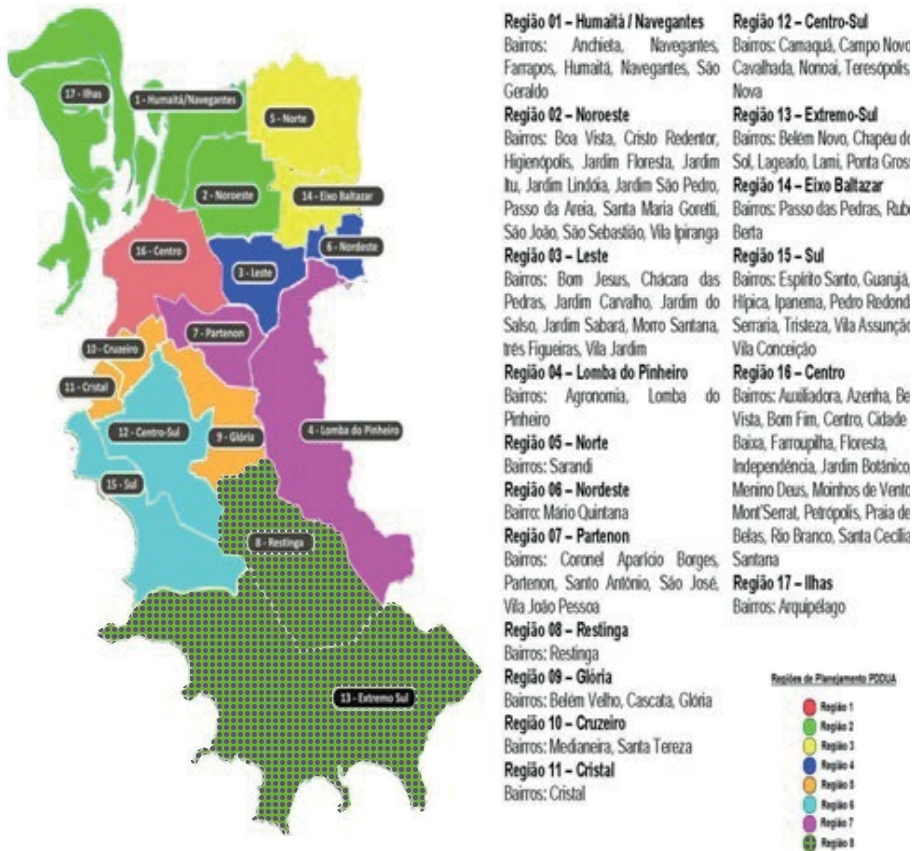 17 - Ilhas
1 - Humaitá/Navegantes
5 - Norte
2 - Noroeste
14 - Eixo Baltazar
6 - Nordeste
16 - Centro
3 - Leste
7 - Partenon
10 - Cruzeiro
11 - Cristal
12 - Centro-Sul
9 - Glória
4 - Lomba do Pinheiro
15 - Sul
8 - Restinga
13 - Extremo Sul
Região 01 – Humaitá / Navegantes
Bairros: Anchieta, Navegantes,
Farrapos, Humaitá, Navegantes, São
Geraldo
Região 02 – Noroeste
Bairros: Boa Vista, Cristo Redentor,
Higienópolis, Jardim Floresta, Jardim
Itu, Jardim Lindóia, Jardim São Pedro,
Passo da Areia, Santa Maria Goretti,
São João, São Sebastião, Vila Ipiranga
Região 03 – Leste
Bairros: Bom Jesus, Chácara das
Pedras, Jardim Carvalho, Jardim do
Salso, Jardim Sabará, Morro Santana,
três Figueiras, Vila Jardim
Região 04 – Lomba do Pinheiro
Bairros: Agronomia, Lomba do
Pinheiro
Região 05 – Norte
Bairros: Sarandi
Região 06 – Nordeste
Bairro: Mário Quintana
Região 07 – Partenon
Bairros: Coronel Aparício Borges,
Partenon, Santo Antônio, São José,
Vila João Pessoa
Região 08 – Restinga
Bairros: Restinga
Região 09 – Glória
Bairros: Belém Velho, Cascata, Glória
Região 10 – Cruzeiro
Bairros: Medianeira, Santa Tereza
Região 11 – Cristal
Bairros: Cristal
Região 12 – Centro-Sul
Bairros: Camaquã, Campo Novo
Cavalhada, Nonoai, Teresópolis,
Nova
Região 13 – Extremo-Sul
Bairros: Belém Novo, Chapéu do
Sol, Lageado, Lami, Ponta Gross
Região 14 – Eixo Baltazar
Bairros: Passo das Pedras, Rube
Berta
Região 15 – Sul
Bairros: Espírito Santo, Guarujá,
Hípica, Ipanema, Pedro Redonda
Serraria, Tristeza, Vila Assunção
Vila Conceição
Região 16 – Centro
Bairros: Auxiliadora, Azenha, Be
Vista, Bom Fim, Centro, Cidade
Baixa, Farroupilha, Floresta,
Independência, Jardim Botânico,
Menino Deus, Moinhos de Vento
Mont'Serrat, Petrópolis, Praia de
Belas, Rio Branco, Santa Cecília
Santana
Região 17 – Ilhas
Bairros: Arquipélago
Regiões de Planejamento PDDUA
Região 1
Região 2
Região 3
Região 4
Região 5
Região 6
Região 7
Região 8